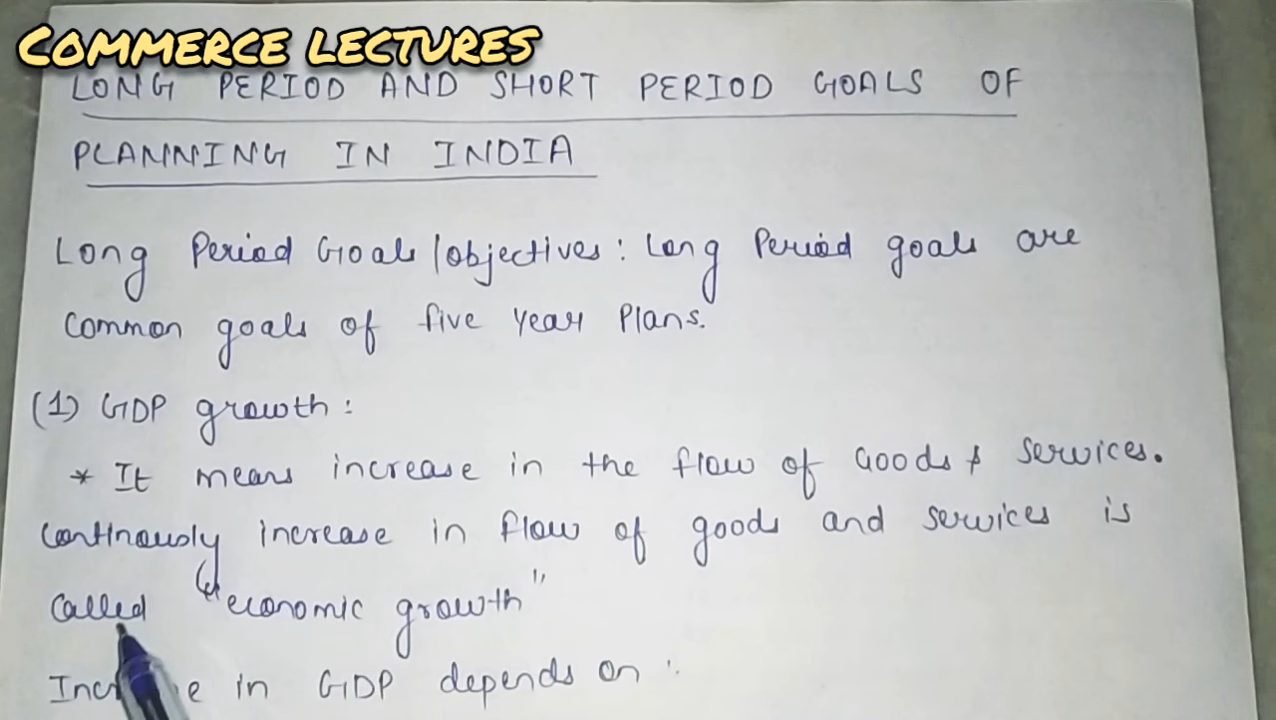 COMMERCE LECTURES
LONG PERIOD AND SHORT PERIOD GOALS OF
PLANNING IN INDIA
Long Period Goals/objectives: Long Period goals are
common goals of five year Plans.
(1) GDP growth:
* It means increase in the flow of Goods & services.
continously increase in flow of goods and services is
called "economic growth"
in GDP depends on :